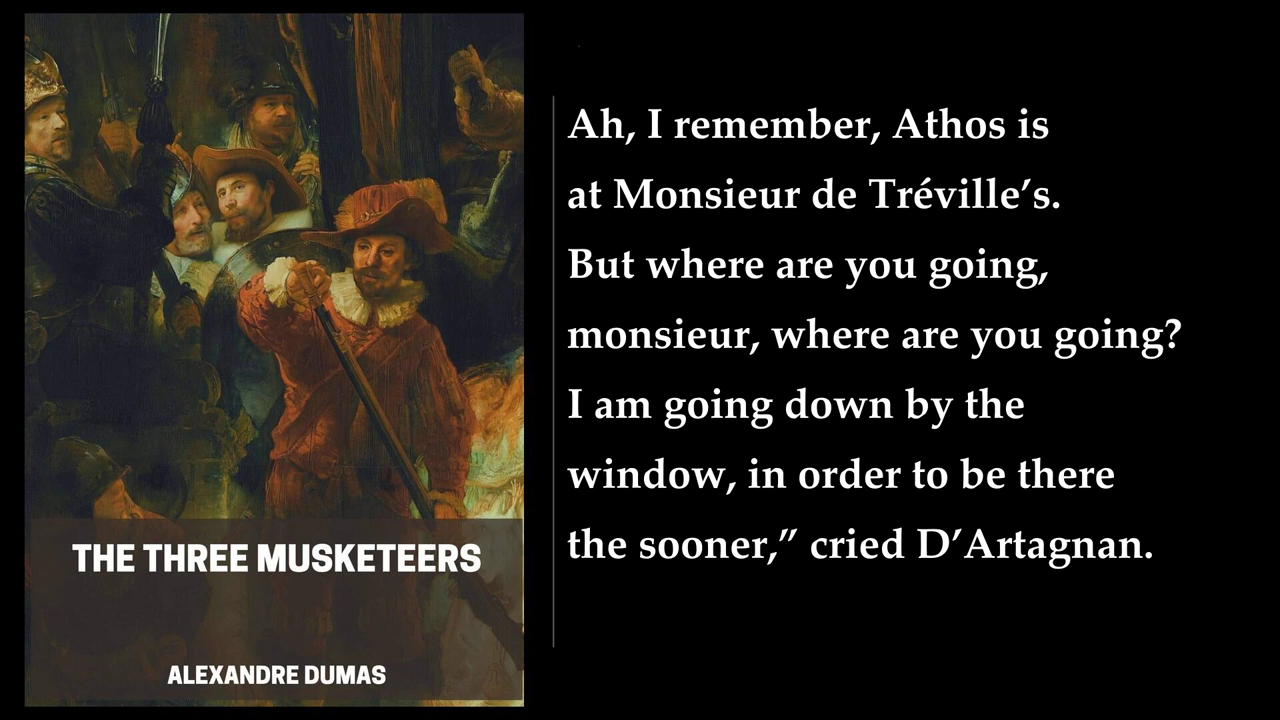 THE THREE MUSKETEERS
ALEXANDRE DUMAS
Ah, I remember, Athos is
at Monsieur de Tréville’s.
But where are you going,
monsieur, where are you going?
I am going down by the
window, in order to be there
the sooner,” cried D’Artagnan.